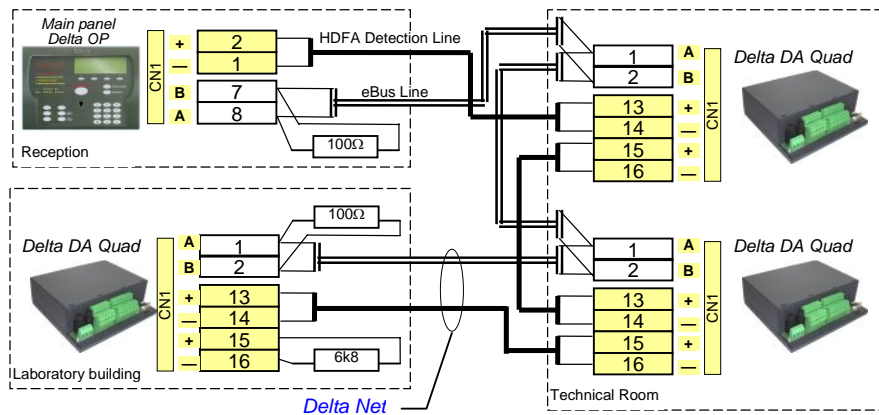 Main panel
Delta OP
CN1
+
—
B
A
2
1
7
8
HDFA Detection Line
eBus Line
100Ω
Reception
1
2
A
B
13
14
15
16
+
—
+
—
CN1
Delta DA Quad
Delta DA Quad
CN1
A
B
+
—
+
—
1
2
13
14
15
16
100Ω
6k8
Laboratory building
Delta Net
1
2
A
B
13
14
15
16
+
—
+
—
CN1
Delta DA Quad
Technical Room